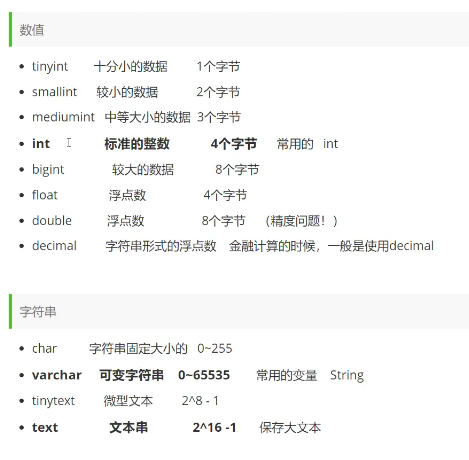 数值
tinyint 十分小的数据 1个字节
smallint 较小的数据 2个字节
mediumint 中等大小的数据 3个字节
int 标准的整数 4个字节 常用的 int
bigint 较大的数据 8个字节
float 浮点数 4个字节
double 浮点数 8个字节 （精度问题！）
decimal 字符串形式的浮点数 金融计算的时候，一般是使用decimal
字符串
char 字符串固定大小的 0~255
varchar 可变字符串 0~65535 常用的变量 String
tinytext 微型文本 2^8 - 1
text 文本串 2^16 -1 保存大文本